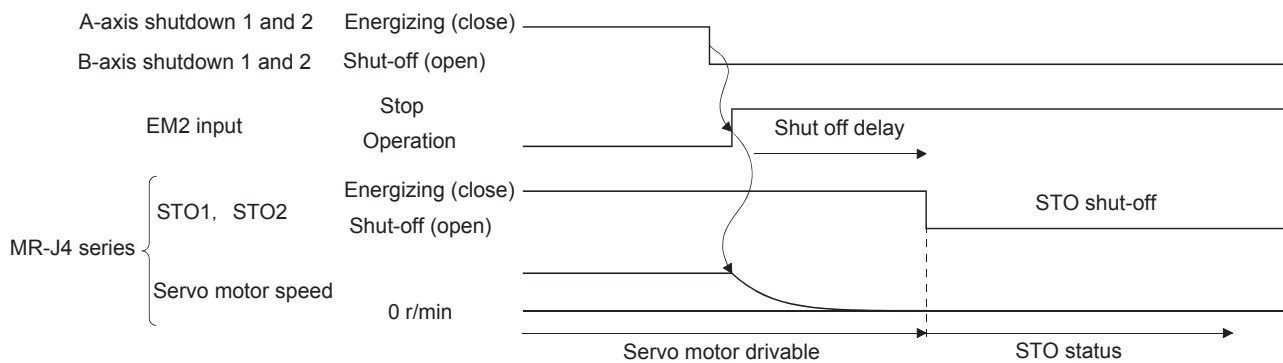 A-axis shutdown 1 and 2 Energizing (close)
B-axis shutdown 1 and 2 Shut-off (open)
Stop
EM2 input
Operation
Shut off delay
Energizing (close)
STO1, STO2
Shut-off (open)
STO shut-off
MR-J4 series
Servo motor speed
0 r/min
Servo motor drivable
STO status